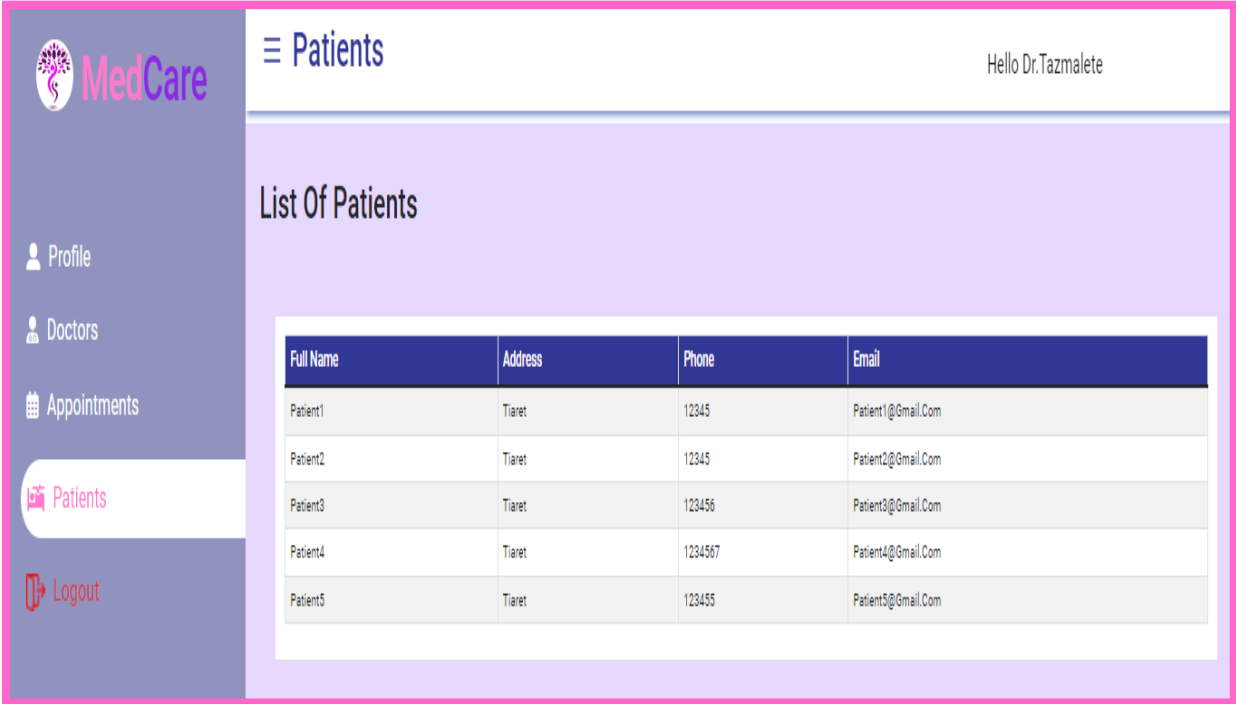 MedCare
Profile
Doctors
Appointments
Patients
Logout
☰ Patients
Hello Dr.Tazmalete
List Of Patients
Full Name Address Phone Email
Patient1 Tiaret 12345 Patient1@Gmail.Com
Patient2 Tiaret 12345 Patient2@Gmail.Com
Patient3 Tiaret 123456 Patient3@Gmail.Com
Patient4 Tiaret 1234567 Patient4@Gmail.Com
Patient5 Tiaret 123455 Patient5@Gmail.Com